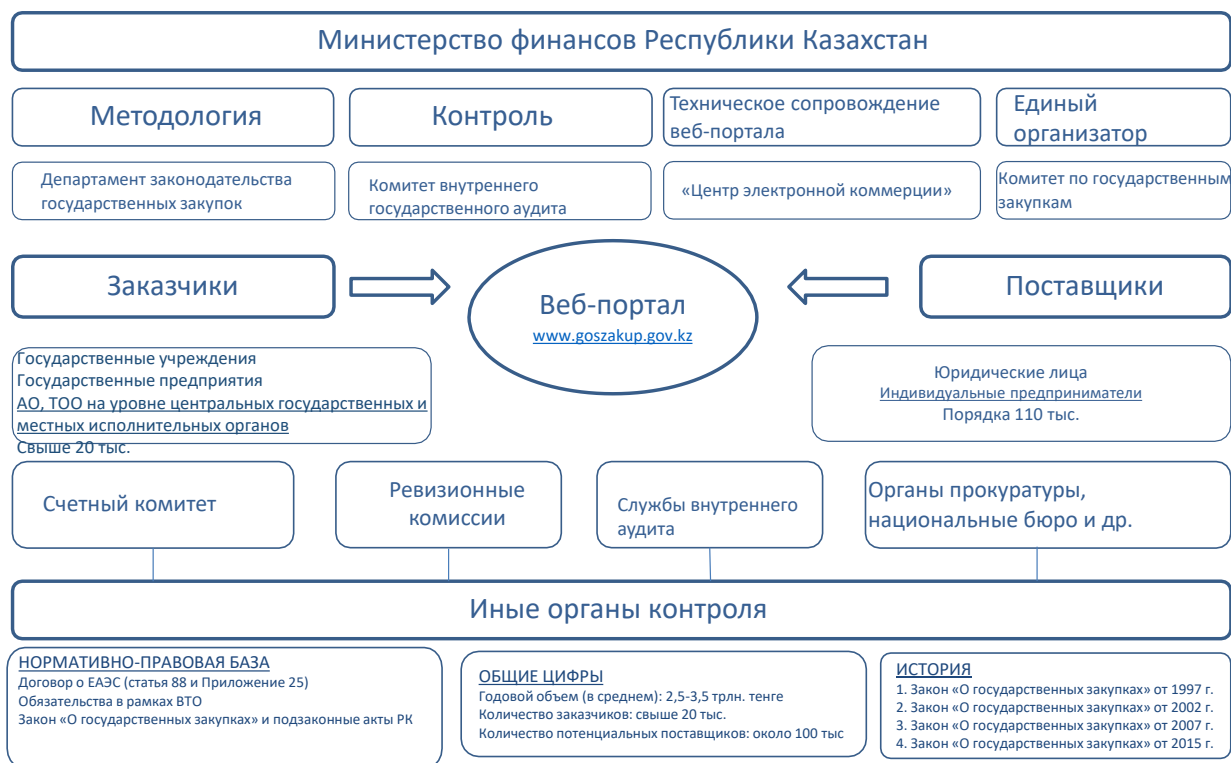 Министерство финансов Республики Казахстан
Методология
Контроль
Техническое сопровождение
веб-портала
Единый
организатор
Департамент законодательства
государственных закупок
Комитет внутреннего
государственного аудита
«Центр электронной коммерции»
Комитет по государственным
закупкам
Заказчики
Веб-портал
www.goszakup.gov.kz
Поставщики
Государственные учреждения
Государственные предприятия
АО, ТОО на уровне центральных государственных и
местных исполнительных органов
Свыше 20 тыс.
Юридические лица
Индивидуальные предприниматели
Порядка 110 тыс.
Счетный комитет
Ревизионные
комиссии
Службы внутреннего
аудита
Органы прокуратуры,
национальные бюро и др.
Иные органы контроля
НОРМАТИВНО-ПРАВОВАЯ БАЗА
Договор о ЕАЭС (статья 88 и Приложение 25)
Обязательства в рамках ВТО
Закон «О государственных закупках» и подзаконные акты РК
ОБЩИЕ ЦИФРЫ
Годовой объем (в среднем): 2,5-3,5 трлн. тенге
Количество заказчиков: свыше 20 тыс.
Количество потенциальных поставщиков: около 100 тыс
ИСТОРИЯ
1. Закон «О государственных закупках» от 1997 г.
2. Закон «О государственных закупках» от 2002 г.
3. Закон «О государственных закупках» от 2007 г.
4. Закон «О государственных закупках» от 2015 г.